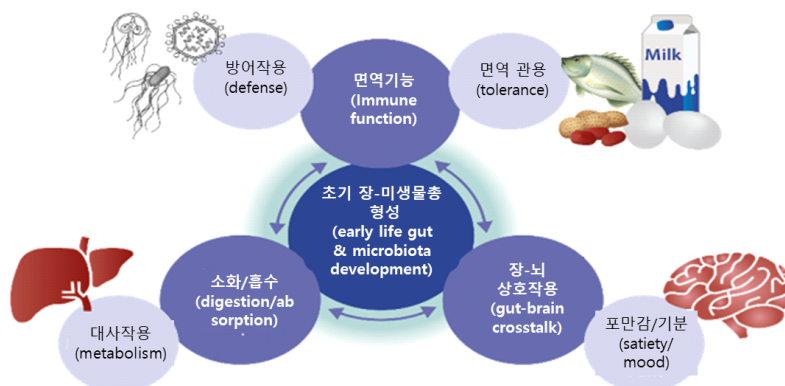 방어작용
(defense)
면역기능
(Immune
function)
면역 관용
(tolerance)
Milk
초기 장-미생물총
형성
(early life gut
& microbiota
development)
소화/흡수
(digestion/ab
sorption)
대사작용
(metabolism)
장-뇌
상호작용
(gut-brain
crosstalk)
포만감/기분
(satiety/
mood)